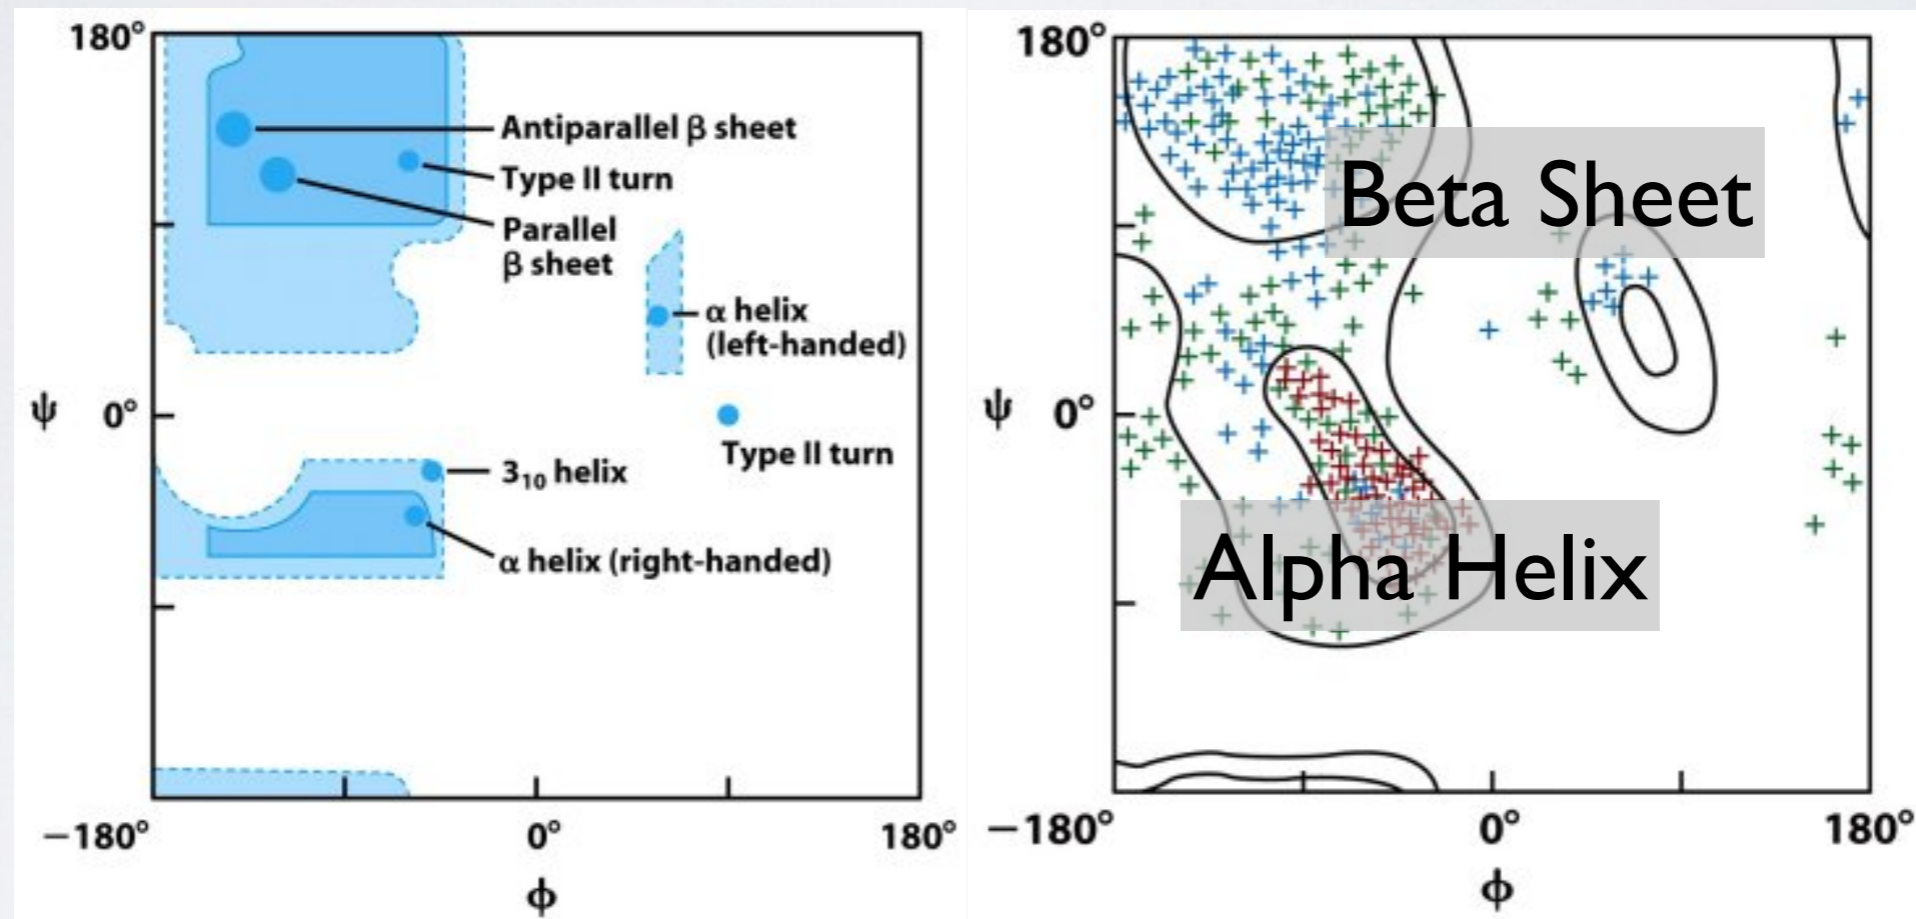 180°
Antiparallel β sheet
Type II turn
Parallel
β sheet
α helix
(left-handed)
ψ
0°
Type II turn
3₁₀ helix
α helix (right-handed)
−180°
0°
180°
ϕ
180°
Beta Sheet
ψ
0°
Alpha Helix
−180°
0°
180°
ϕ